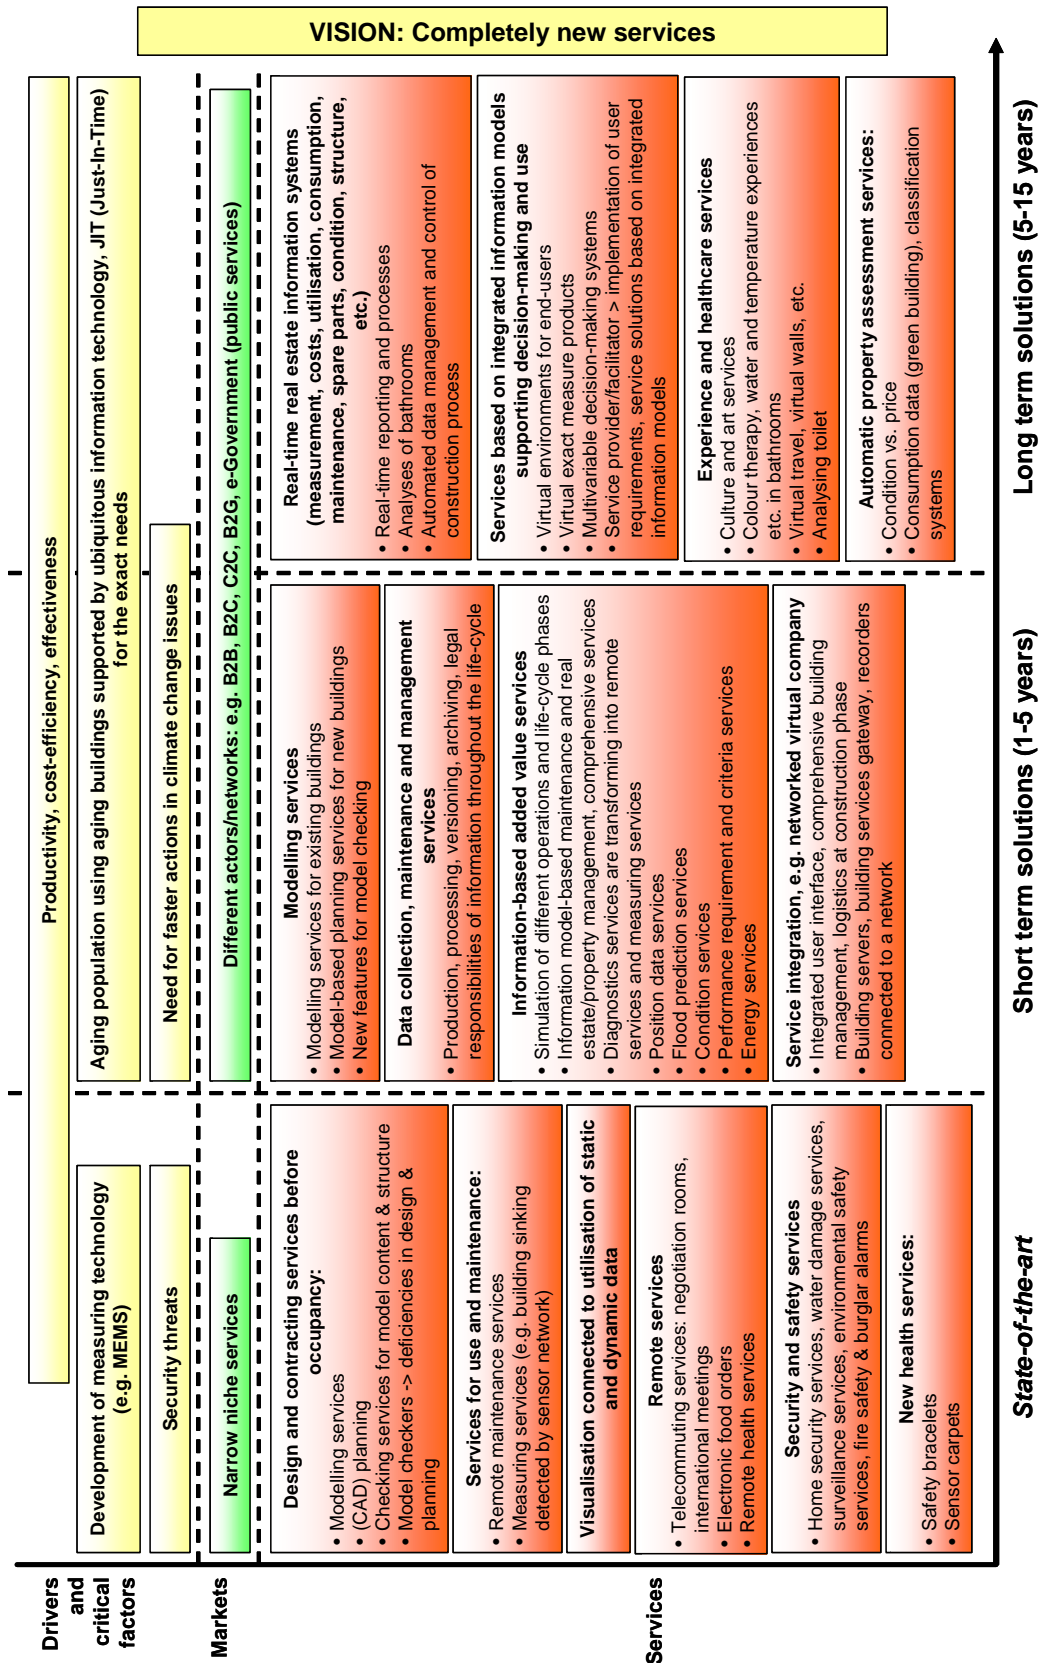 VISION: Completely new services
Drivers
and
critical
factors
Productivity, cost-efficiency, effectiveness
Development of measuring technology
(e.g. MEMS)
Aging population using aging buildings supported by ubiquitous information technology, JIT (Just-In-Time)
for the exact needs
Security threats
Need for faster actions in climate change issues
Markets
Narrow niche services
Different actors/networks: e.g. B2B, B2C, C2C, B2G, e-Government (public services)
Services
Design and contracting services before
occupancy:
• Modelling services
• (CAD) planning
• Checking services for model content & structure
• Model checkers -> deficiencies in design &
planning
Services for use and maintenance:
• Remote maintenance services
• Measuring services (e.g. building sinking
detected by sensor network)
Visualisation connected to utilisation of static
and dynamic data
Remote services
• Telecommuting services: negotiation rooms,
international meetings
• Electronic food orders
• Remote health services
Security and safety services
• Home security services, water damage services,
surveillance services, environmental safety
services, fire safety & burglar alarms
New health services:
• Safety bracelets
• Sensor carpets
Modelling services
• Modelling services for existing buildings
• Model-based planning services for new buildings
• New features for model checking
Data collection, maintenance and management
services
• Production, processing, versioning, archiving, legal
responsibilities of information throughout the life-cycle
Information-based added value services
• Simulation of different operations and life-cycle phases
• Information model-based maintenance and real
estate/property management, comprehensive services
• Diagnostics services are transforming into remote
services and measuring services
• Position data services
• Flood prediction services
• Condition services
• Performance requirement and criteria services
• Energy services
Service integration, e.g. networked virtual company
• Integrated user interface, comprehensive building
management, logistics at construction phase
• Building servers, building services gateway, recorders
connected to a network
Real-time real estate information systems
(measurement, costs, utilisation, consumption,
maintenance, spare parts, condition, structure,
etc.)
• Real-time reporting and processes
• Analyses of bathrooms
• Automated data management and control of
construction process
Services based on integrated information models
supporting decision-making and use
• Virtual environments for end-users
• Virtual exact measure products
• Multivariable decision-making systems
• Service provider/facilitator > implementation of user
requirements, service solutions based on integrated
information models
Experience and healthcare services
• Culture and art services
• Colour therapy, water and temperature experiences
etc. in bathrooms
• Virtual travel, virtual walls, etc.
• Analysing toilet
Automatic property assessment services:
• Condition vs. price
• Consumption data (green building), classification
systems
State-of-the-art
Short term solutions (1-5 years)
Long term solutions (5-15 years)